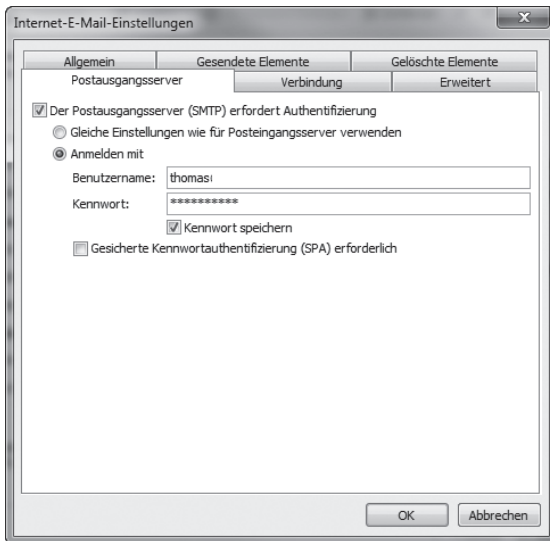 Internet-E-Mail-Einstellungen
Allgemein Gesendete Elemente Gelöschte Elemente
Postausgangsserver Verbindung Erweitert
Der Postausgangsserver (SMTP) erfordert Authentifizierung
Gleiche Einstellungen wie für Posteingangsserver verwenden
Anmelden mit
Benutzername: thomas
Kennwort: **********
Kennwort speichern
Gesicherte Kennwortauthentifizierung (SPA) erforderlich
OK Abbrechen